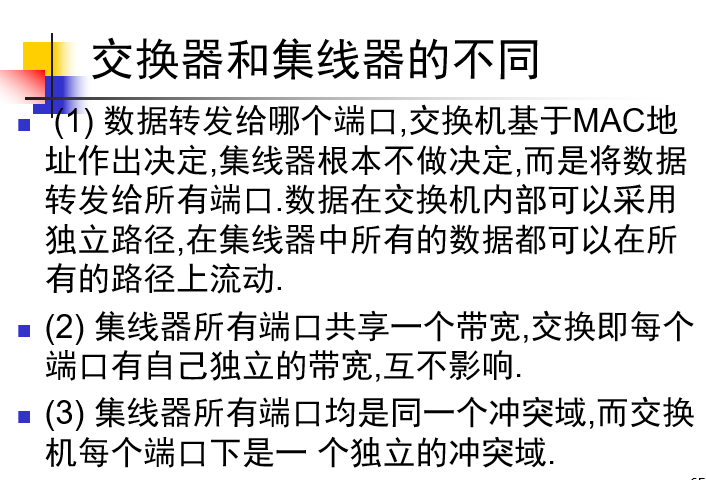 交换器和集线器的不同
(1) 数据转发给哪个端口,交换机基于MAC地
址作出决定,集线器根本不做决定,而是将数据
转发给所有端口.数据在交换机内部可以采用
独立路径,在集线器中所有的数据都可以在所
有的路径上流动.
(2) 集线器所有端口共享一个带宽,交换即每个
端口有自己独立的带宽,互不影响.
(3) 集线器所有端口均是同一个冲突域,而交换
机每个端口下是一 个独立的冲突域.